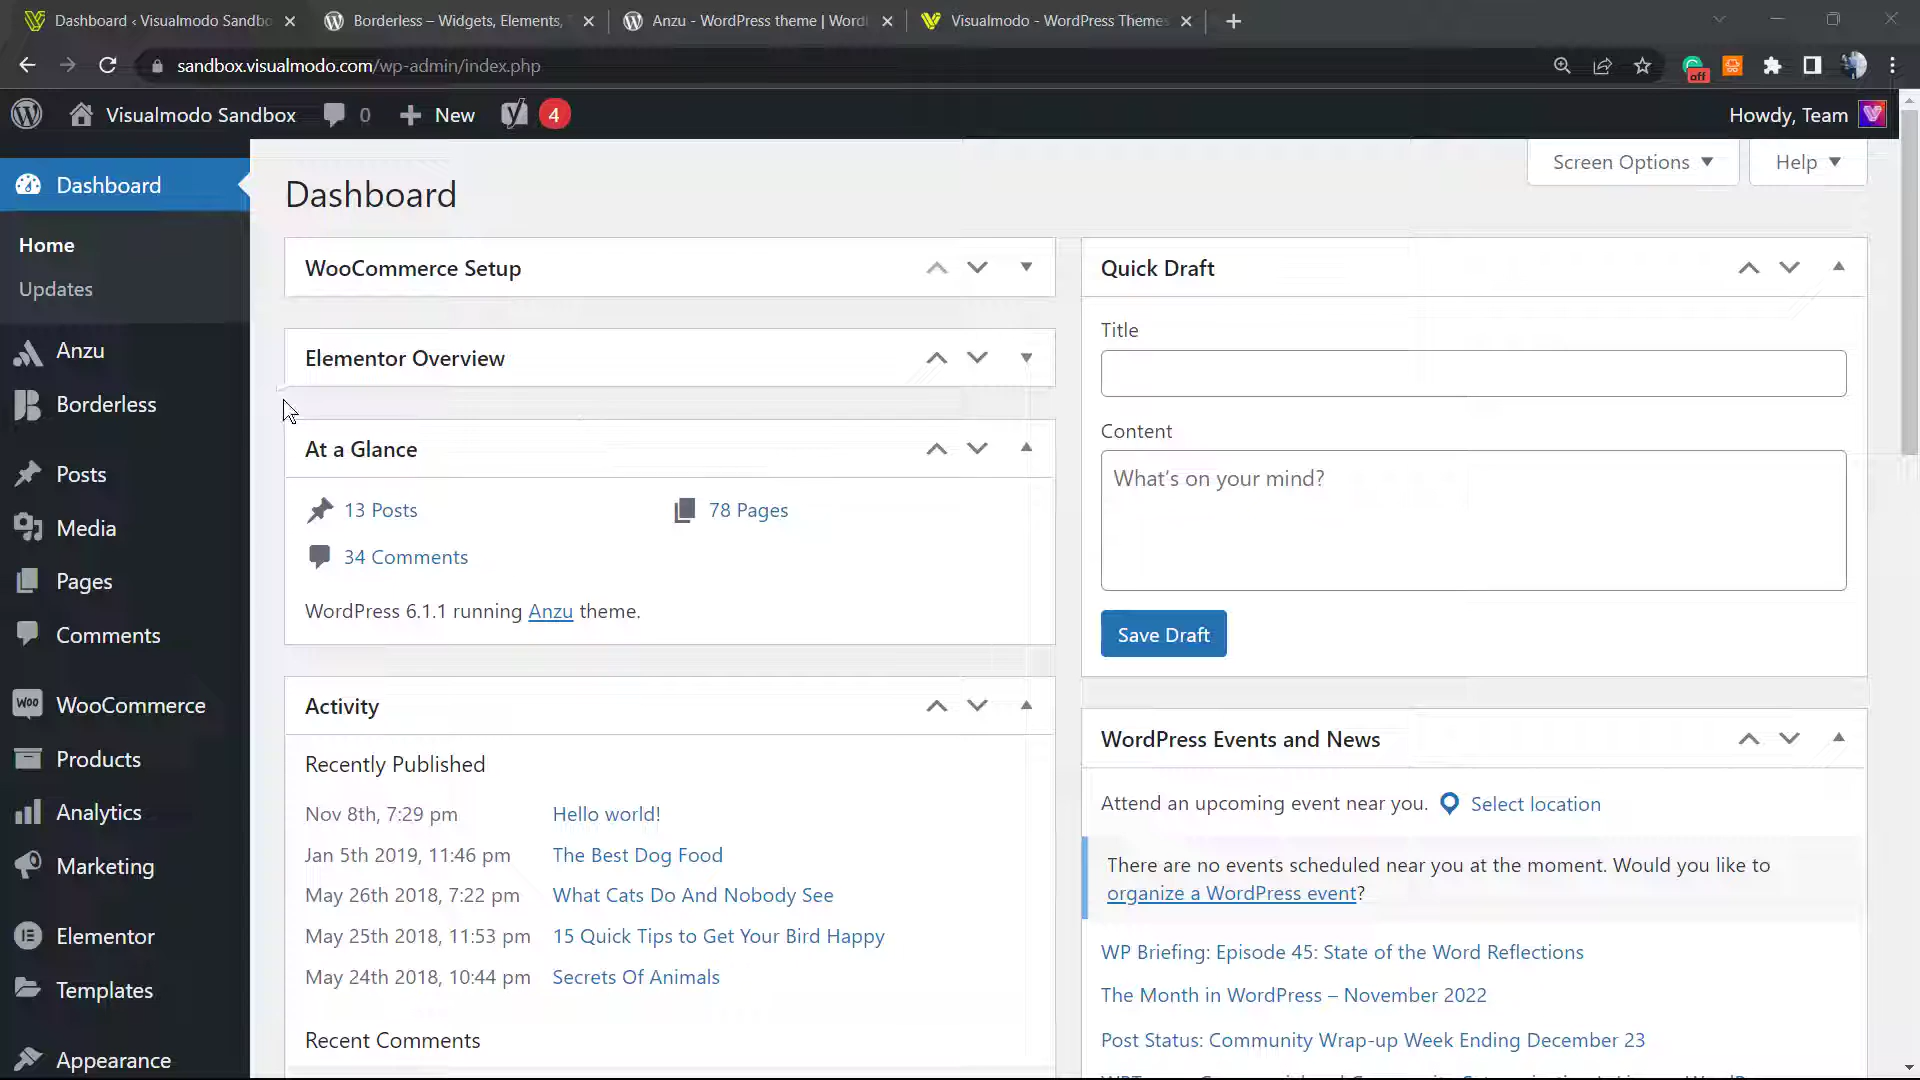 Dashboard ‹ Visualmodo Sandbo
Borderless – Widgets, Elements,
Anzu - WordPress theme | Word
Visualmodo - WordPress Themes
sandbox.visualmodo.com/wp-admin/index.php
off
Visualmodo Sandbox
0
New
4
Howdy, Team
Screen Options
Help
Dashboard
Home
Updates
Anzu
Borderless
Posts
Media
Pages
Comments
WooCommerce
Products
Analytics
Marketing
Elementor
Templates
Appearance
Dashboard
WooCommerce Setup
Elementor Overview
At a Glance
13 Posts
78 Pages
34 Comments
WordPress 6.1.1 running Anzu theme.
Activity
Recently Published
Nov 8th, 7:29 pm Hello world!
Jan 5th 2019, 11:46 pm The Best Dog Food
May 26th 2018, 7:22 pm What Cats Do And Nobody See
May 25th 2018, 11:53 pm 15 Quick Tips to Get Your Bird Happy
May 24th 2018, 10:44 pm Secrets Of Animals
Recent Comments
Quick Draft
Title
Content
What's on your mind?
Save Draft
WordPress Events and News
Attend an upcoming event near you. Select location
There are no events scheduled near you at the moment. Would you like to
organize a WordPress event?
WP Briefing: Episode 45: State of the Word Reflections
The Month in WordPress – November 2022
Post Status: Community Wrap-up Week Ending December 23